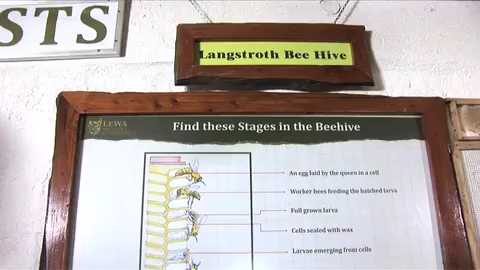 STS
Langstroth Bee Hive
LEWA
Find these Stages in the Beehive
An egg laid by the queen in a cell
Worker bees feeding the hatched larva
Full grown larva
Cells sealed with wax
Larvae emerging from cells